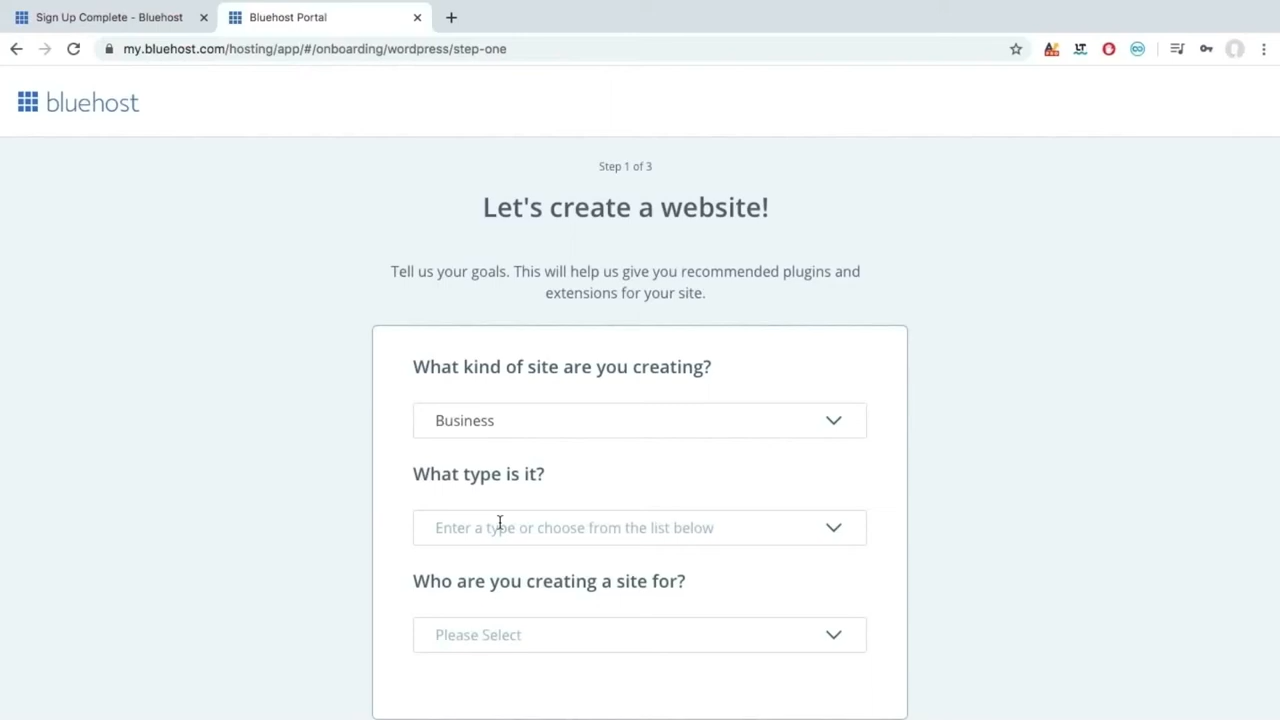 Sign Up Complete - Bluehost
Bluehost Portal
my.bluehost.com/hosting/app/#/onboarding/wordpress/step-one
bluehost
Step 1 of 3
Let's create a website!
Tell us your goals. This will help us give you recommended plugins and
extensions for your site.
What kind of site are you creating?
Business
What type is it?
Enter a type or choose from the list below
Who are you creating a site for?
Please Select